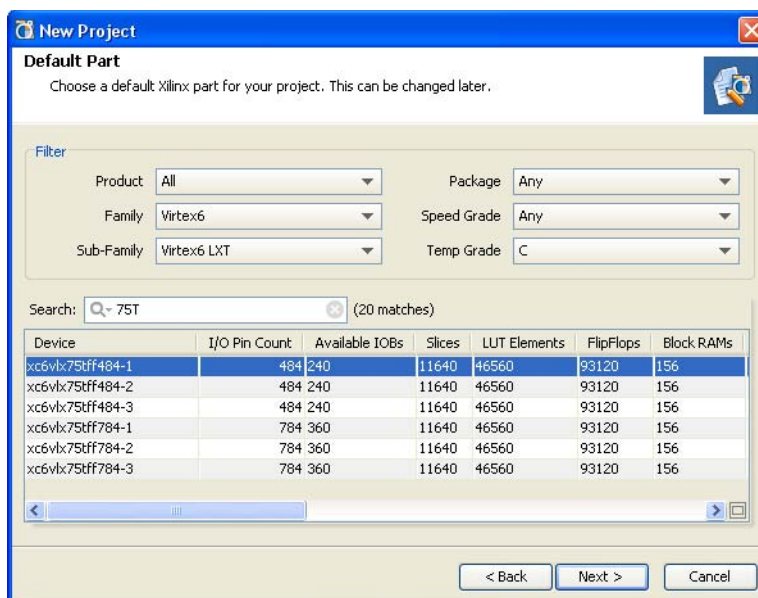 New Project
Default Part
Choose a default Xilinx part for your project. This can be changed later.
Filter
Product All Package Any
Family Virtex6 Speed Grade Any
Sub-Family Virtex6 LXT Temp Grade C
Search: 75T (20 matches)
Device I/O Pin Count Available IOBs Slices LUT Elements FlipFlops Block RAMs
xc6vlx75tff484-1 484 240 11640 46560 93120 156
xc6vlx75tff484-2 484 240 11640 46560 93120 156
xc6vlx75tff484-3 484 240 11640 46560 93120 156
xc6vlx75tff784-1 784 360 11640 46560 93120 156
xc6vlx75tff784-2 784 360 11640 46560 93120 156
xc6vlx75tff784-3 784 360 11640 46560 93120 156
< Back Next > Cancel